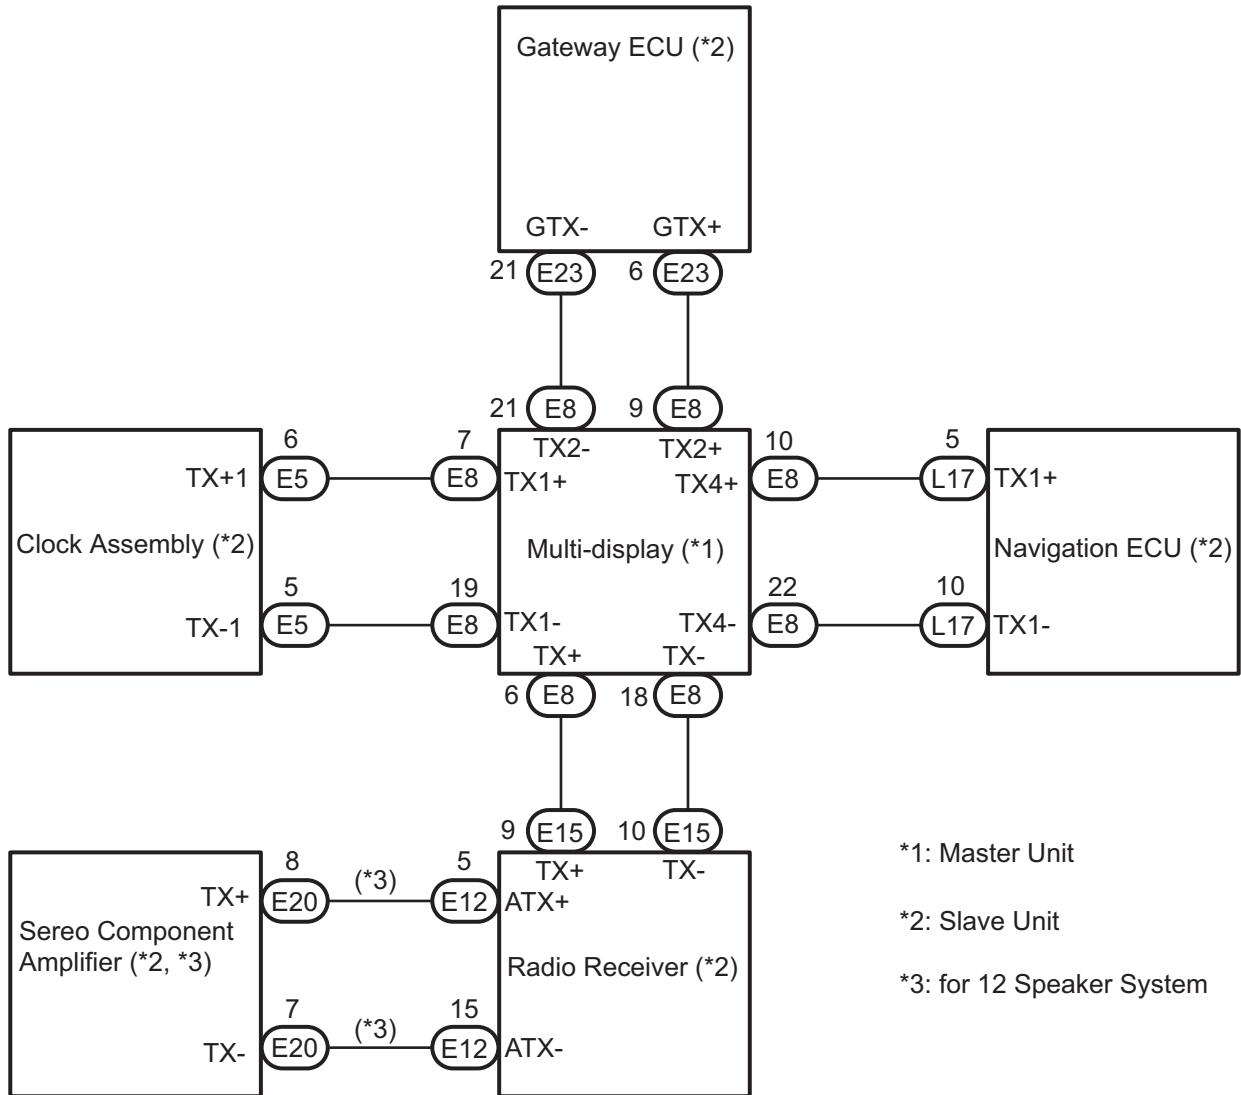 Gateway ECU (*2)
GTX- GTX+
21 E23 6 E23
21 E8 9 E8
TX2- TX2+
6 7 10 5
TX+1 E5 E8 TX1+ TX4+ E8 L17 TX1+
Clock Assembly (*2) Multi-display (*1) Navigation ECU (*2)
5 19 22 10
TX-1 E5 E8 TX1- TX4- E8 L17 TX1-
TX+ TX-
6 E8 18 E8
9 E15 10 E15
TX+ TX-
8 (*3) 5
TX+ E20 E12 ATX+
Sereo Component
Amplifier (*2, *3)
Radio Receiver (*2)
7 (*3) 15
TX- E20 E12 ATX-
*1: Master Unit
*2: Slave Unit
*3: for 12 Speaker System